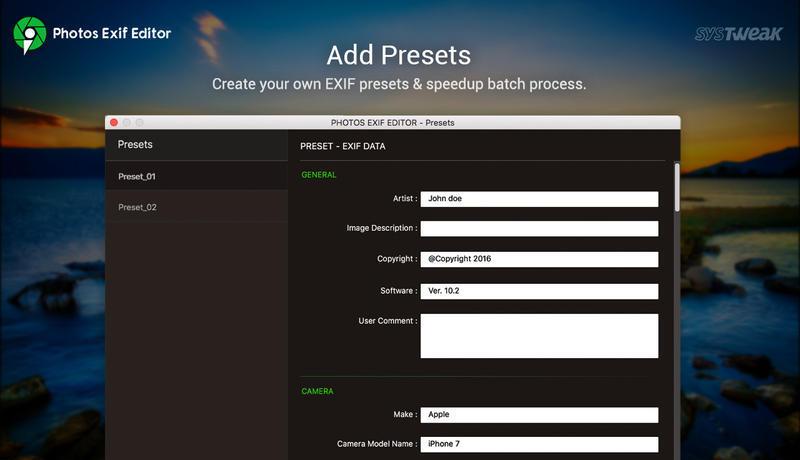 Photos Exif Editor
SYSTWEAK
Add Presets
Create your own EXIF presets & speedup batch process.
PHOTOS EXIF EDITOR - Presets
Presets
Preset_01
Preset_02
PRESET - EXIF DATA
GENERAL
Artist : John doe
Image Description :
Copyright : @Copyright 2016
Software : Ver. 10.2
User Comment :
CAMERA
Make : Apple
Camera Model Name : iPhone 7